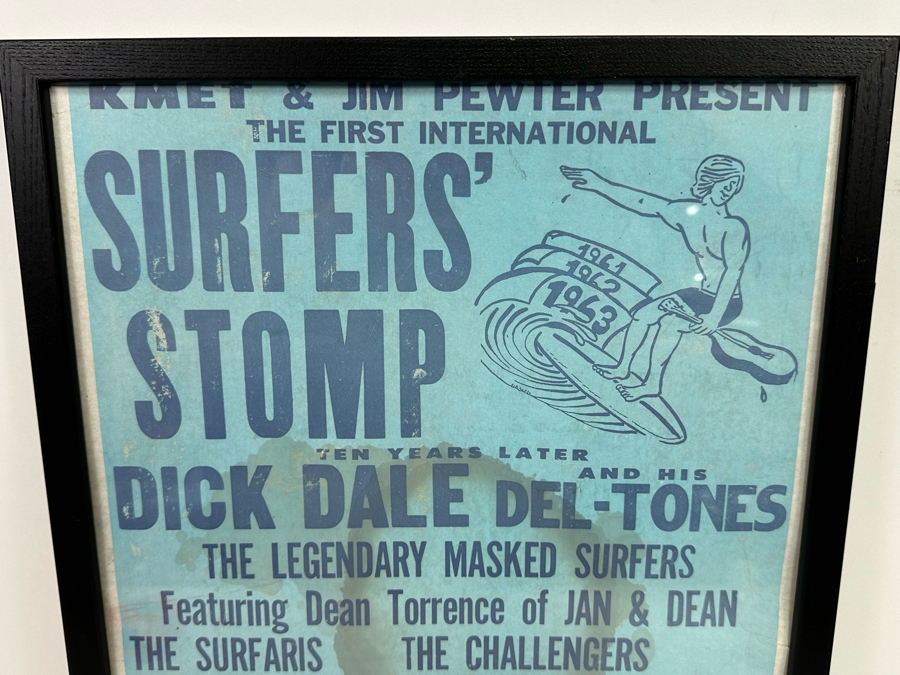 KMET & JIM PEWTER PRESENT
THE FIRST INTERNATIONAL
SURFERS'
STOMP
1961
1962
1963
TEN YEARS LATER
DICK DALE AND HIS DEL-TONES
THE LEGENDARY MASKED SURFERS
Featuring Dean Torrence of JAN & DEAN
THE SURFARIS THE CHALLENGERS